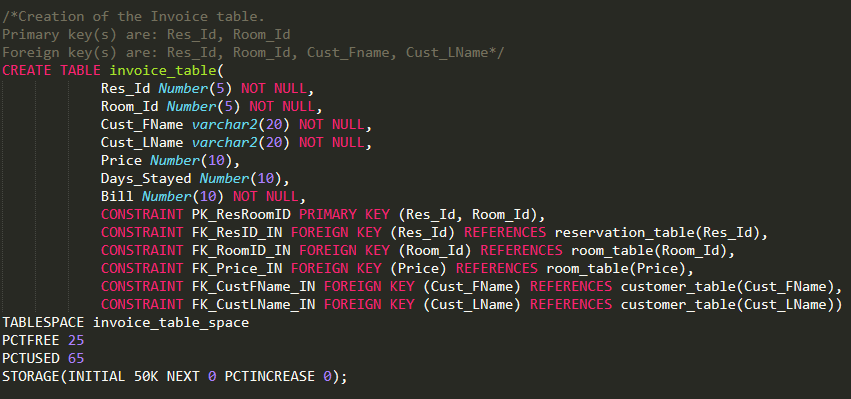 /*Creation of the Invoice table.
Primary key(s) are: Res_Id, Room_Id
Foreign key(s) are: Res_Id, Room_Id, Cust_Fname, Cust_LName*/
CREATE TABLE invoice_table(
Res_Id Number(5) NOT NULL,
Room_Id Number(5) NOT NULL,
Cust_FName varchar2(20) NOT NULL,
Cust_LName varchar2(20) NOT NULL,
Price Number(10),
Days_Stayed Number(10),
Bill Number(10) NOT NULL,
CONSTRAINT PK_ResRoomID PRIMARY KEY (Res_Id, Room_Id),
CONSTRAINT FK_ResID_IN FOREIGN KEY (Res_Id) REFERENCES reservation_table(Res_Id),
CONSTRAINT FK_RoomID_IN FOREIGN KEY (Room_Id) REFERENCES room_table(Room_Id),
CONSTRAINT FK_Price_IN FOREIGN KEY (Price) REFERENCES room_table(Price),
CONSTRAINT FK_CustFName_IN FOREIGN KEY (Cust_FName) REFERENCES customer_table(Cust_FName),
CONSTRAINT FK_CustLName_IN FOREIGN KEY (Cust_LName) REFERENCES customer_table(Cust_LName))
TABLESPACE invoice_table_space
PCTFREE 25
PCTUSED 65
STORAGE(INITIAL 50K NEXT 0 PCTINCREASE 0);